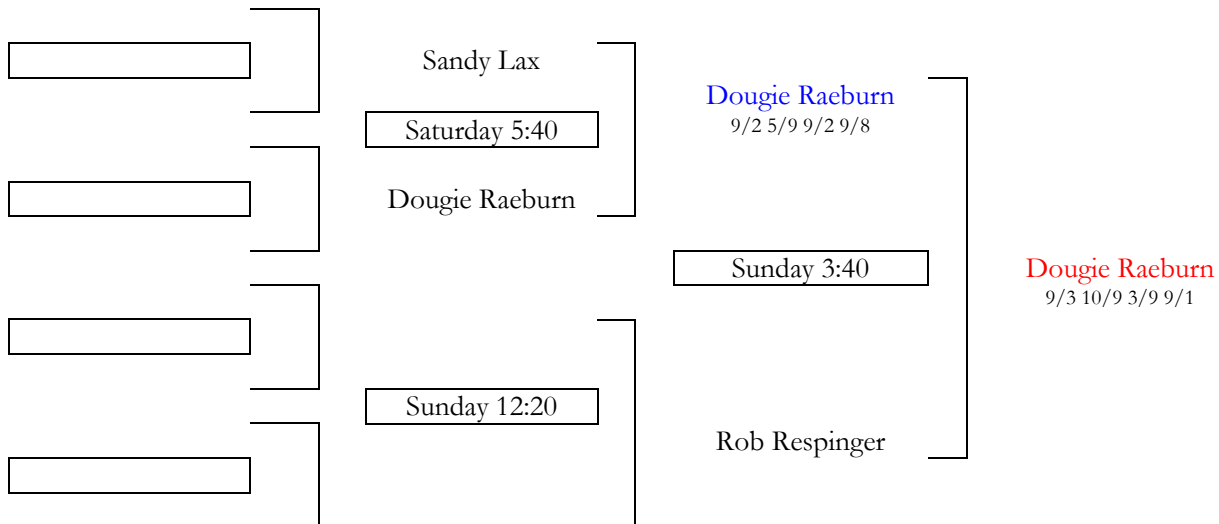 Sandy Lax
Saturday 5:40
Dougie Raeburn
Sunday 12:20
Dougie Raeburn
9/2 5/9 9/2 9/8
Sunday 3:40
Rob Respinger
Dougie Raeburn
9/3 10/9 3/9 9/1